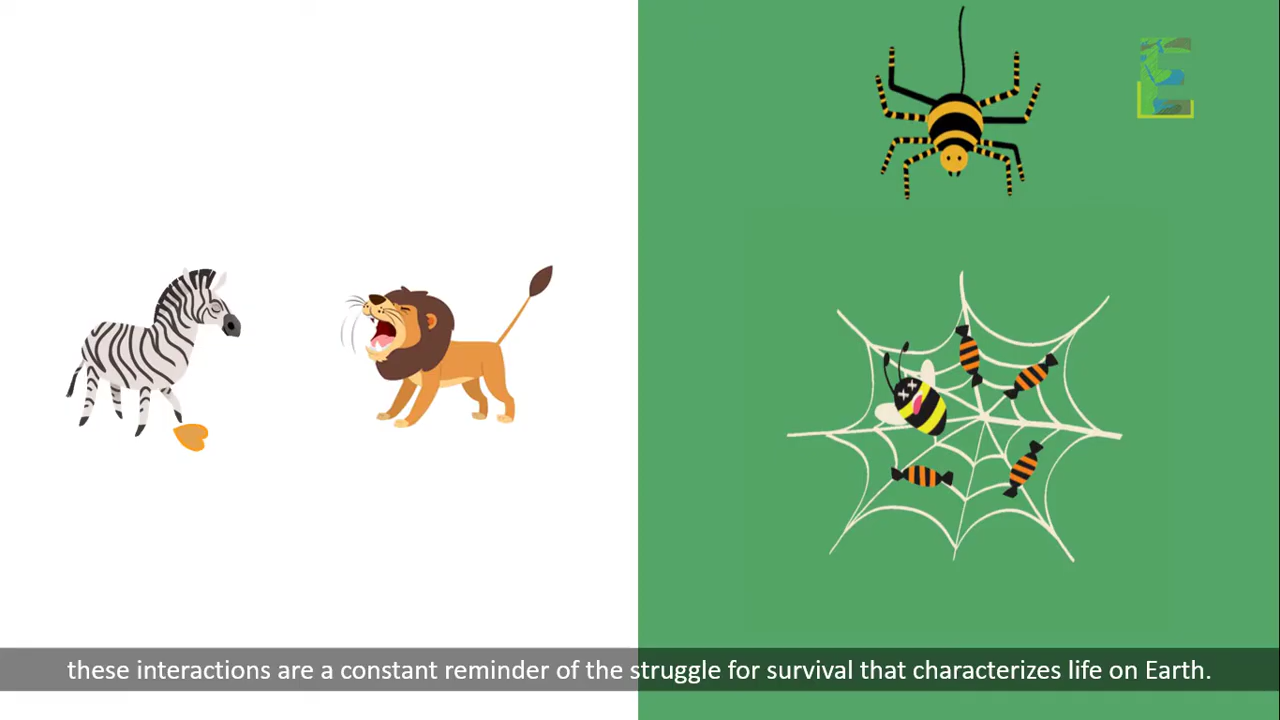 E
these interactions are a constant reminder of the struggle for survival that characterizes life on Earth.